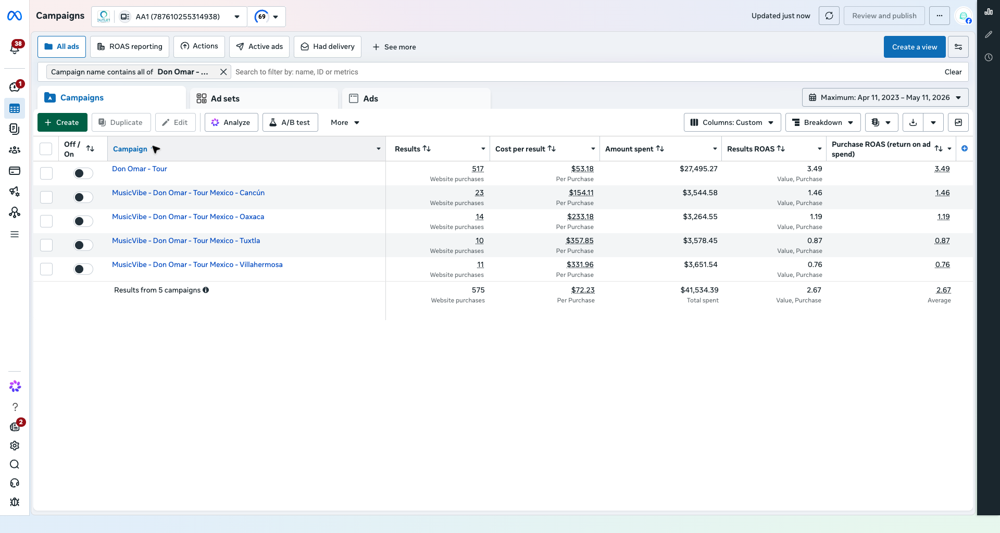 Campaigns
OUTLET
AA1 (787610255314938)
69
Updated just now
Review and publish
38
All ads
ROAS reporting
Actions
Active ads
Had delivery
See more
Create a view
Campaign name contains all of Don Omar - ...
Search to filter by: name, ID or metrics
Clear
1
Campaigns
Ad sets
Ads
Maximum: Apr 11, 2023 – May 11, 2026
Create
Duplicate
Edit
Analyze
A/B test
More
Columns: Custom
Breakdown
Off / On
Campaign
Results
Cost per result
Amount spent
Results ROAS
Purchase ROAS (return on ad spend)
Don Omar - Tour
517
$53.18
$27,495.27
3.49
3.49
Website purchases
Per Purchase
Value, Purchase
MusicVibe - Don Omar - Tour Mexico - Cancún
23
$154.11
$3,544.58
1.46
1.46
Website purchases
Per Purchase
Value, Purchase
MusicVibe - Don Omar - Tour Mexico - Oaxaca
14
$233.18
$3,264.55
1.19
1.19
Website purchases
Per Purchase
Value, Purchase
MusicVibe - Don Omar - Tour Mexico - Tuxtla
10
$357.85
$3,578.45
0.87
0.87
Website purchases
Per Purchase
Value, Purchase
MusicVibe - Don Omar - Tour Mexico - Villahermosa
11
$331.96
$3,651.54
0.76
0.76
Website purchases
Per Purchase
Value, Purchase
Results from 5 campaigns
575
$72.23
$41,534.39
2.67
2.67
Website purchases
Per Purchase
Total spent
Value, Purchase
Average
2